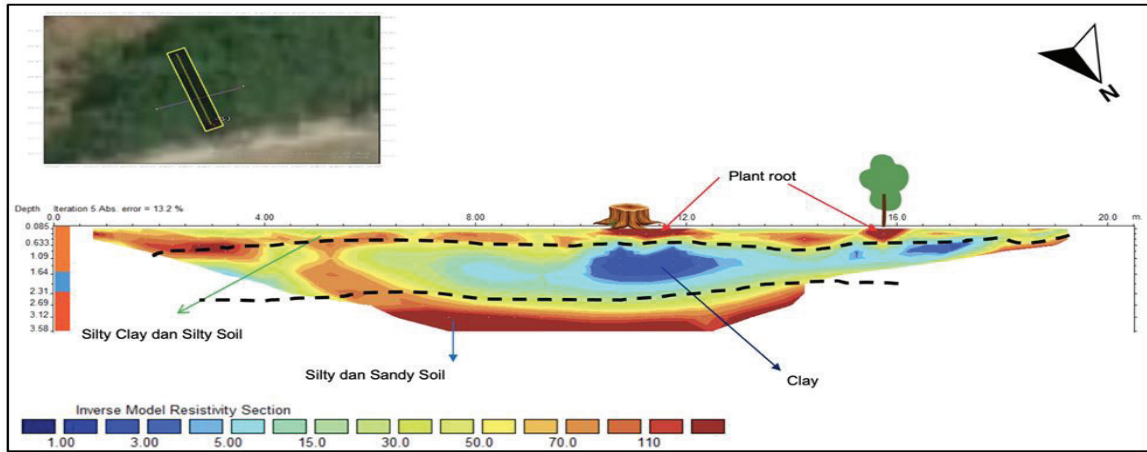 N
Plant root
Depth Iteration 5 Abs. error = 13.2 %
0.0 4.00 8.00 12.0 16.0 20.0 m.
0.085
0.633
1.09
1.64
2.31
2.69
3.12
3.58
Silty Clay dan Silty Soil
Silty dan Sandy Soil
Clay
Inverse Model Resistivity Section
1.00 3.00 5.00 15.0 30.0 50.0 70.0 110